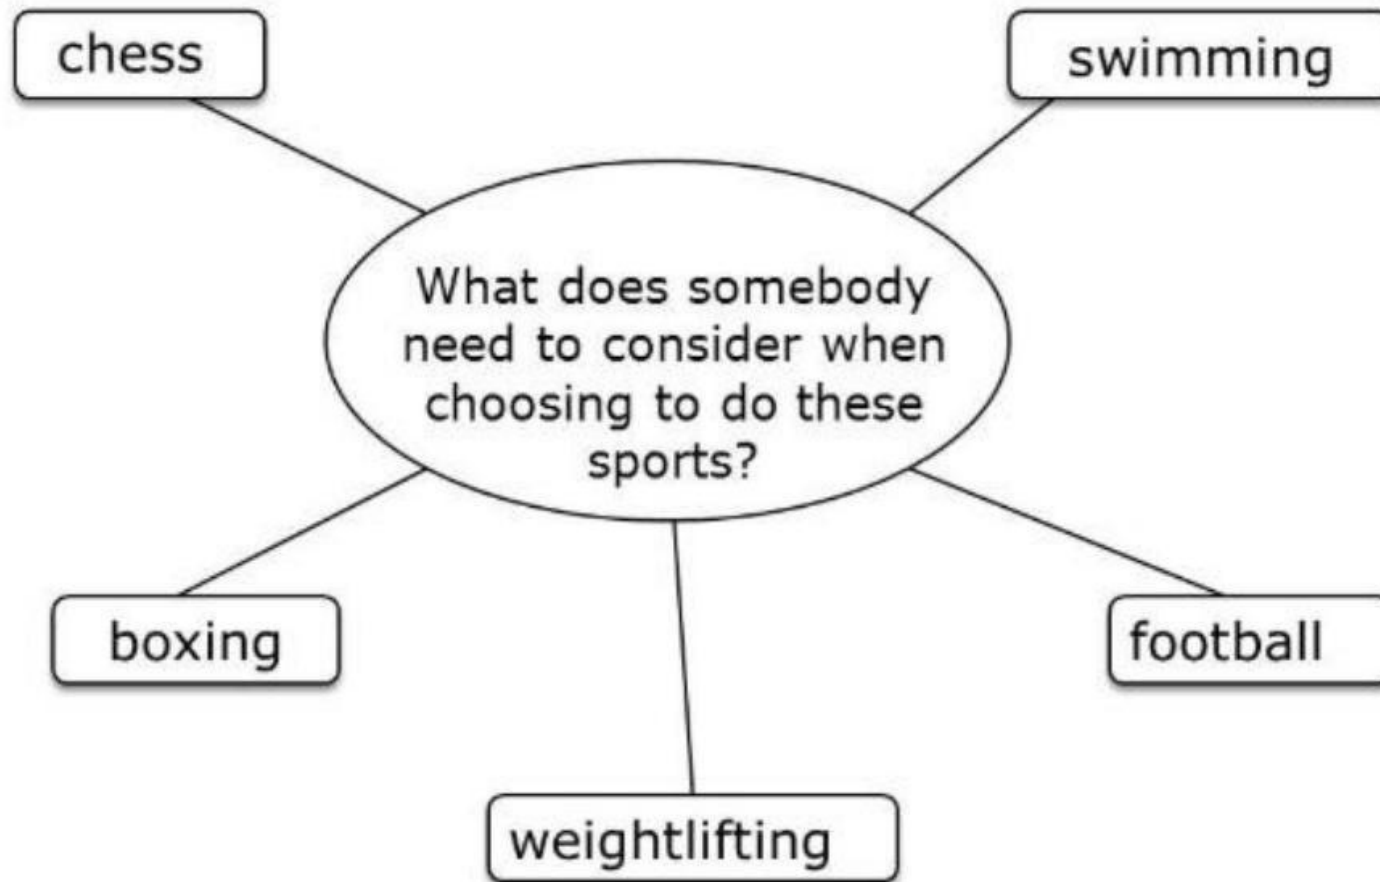 chess
swimming
What does somebody
need to consider when
choosing to do these
sports?
boxing
football
weightlifting